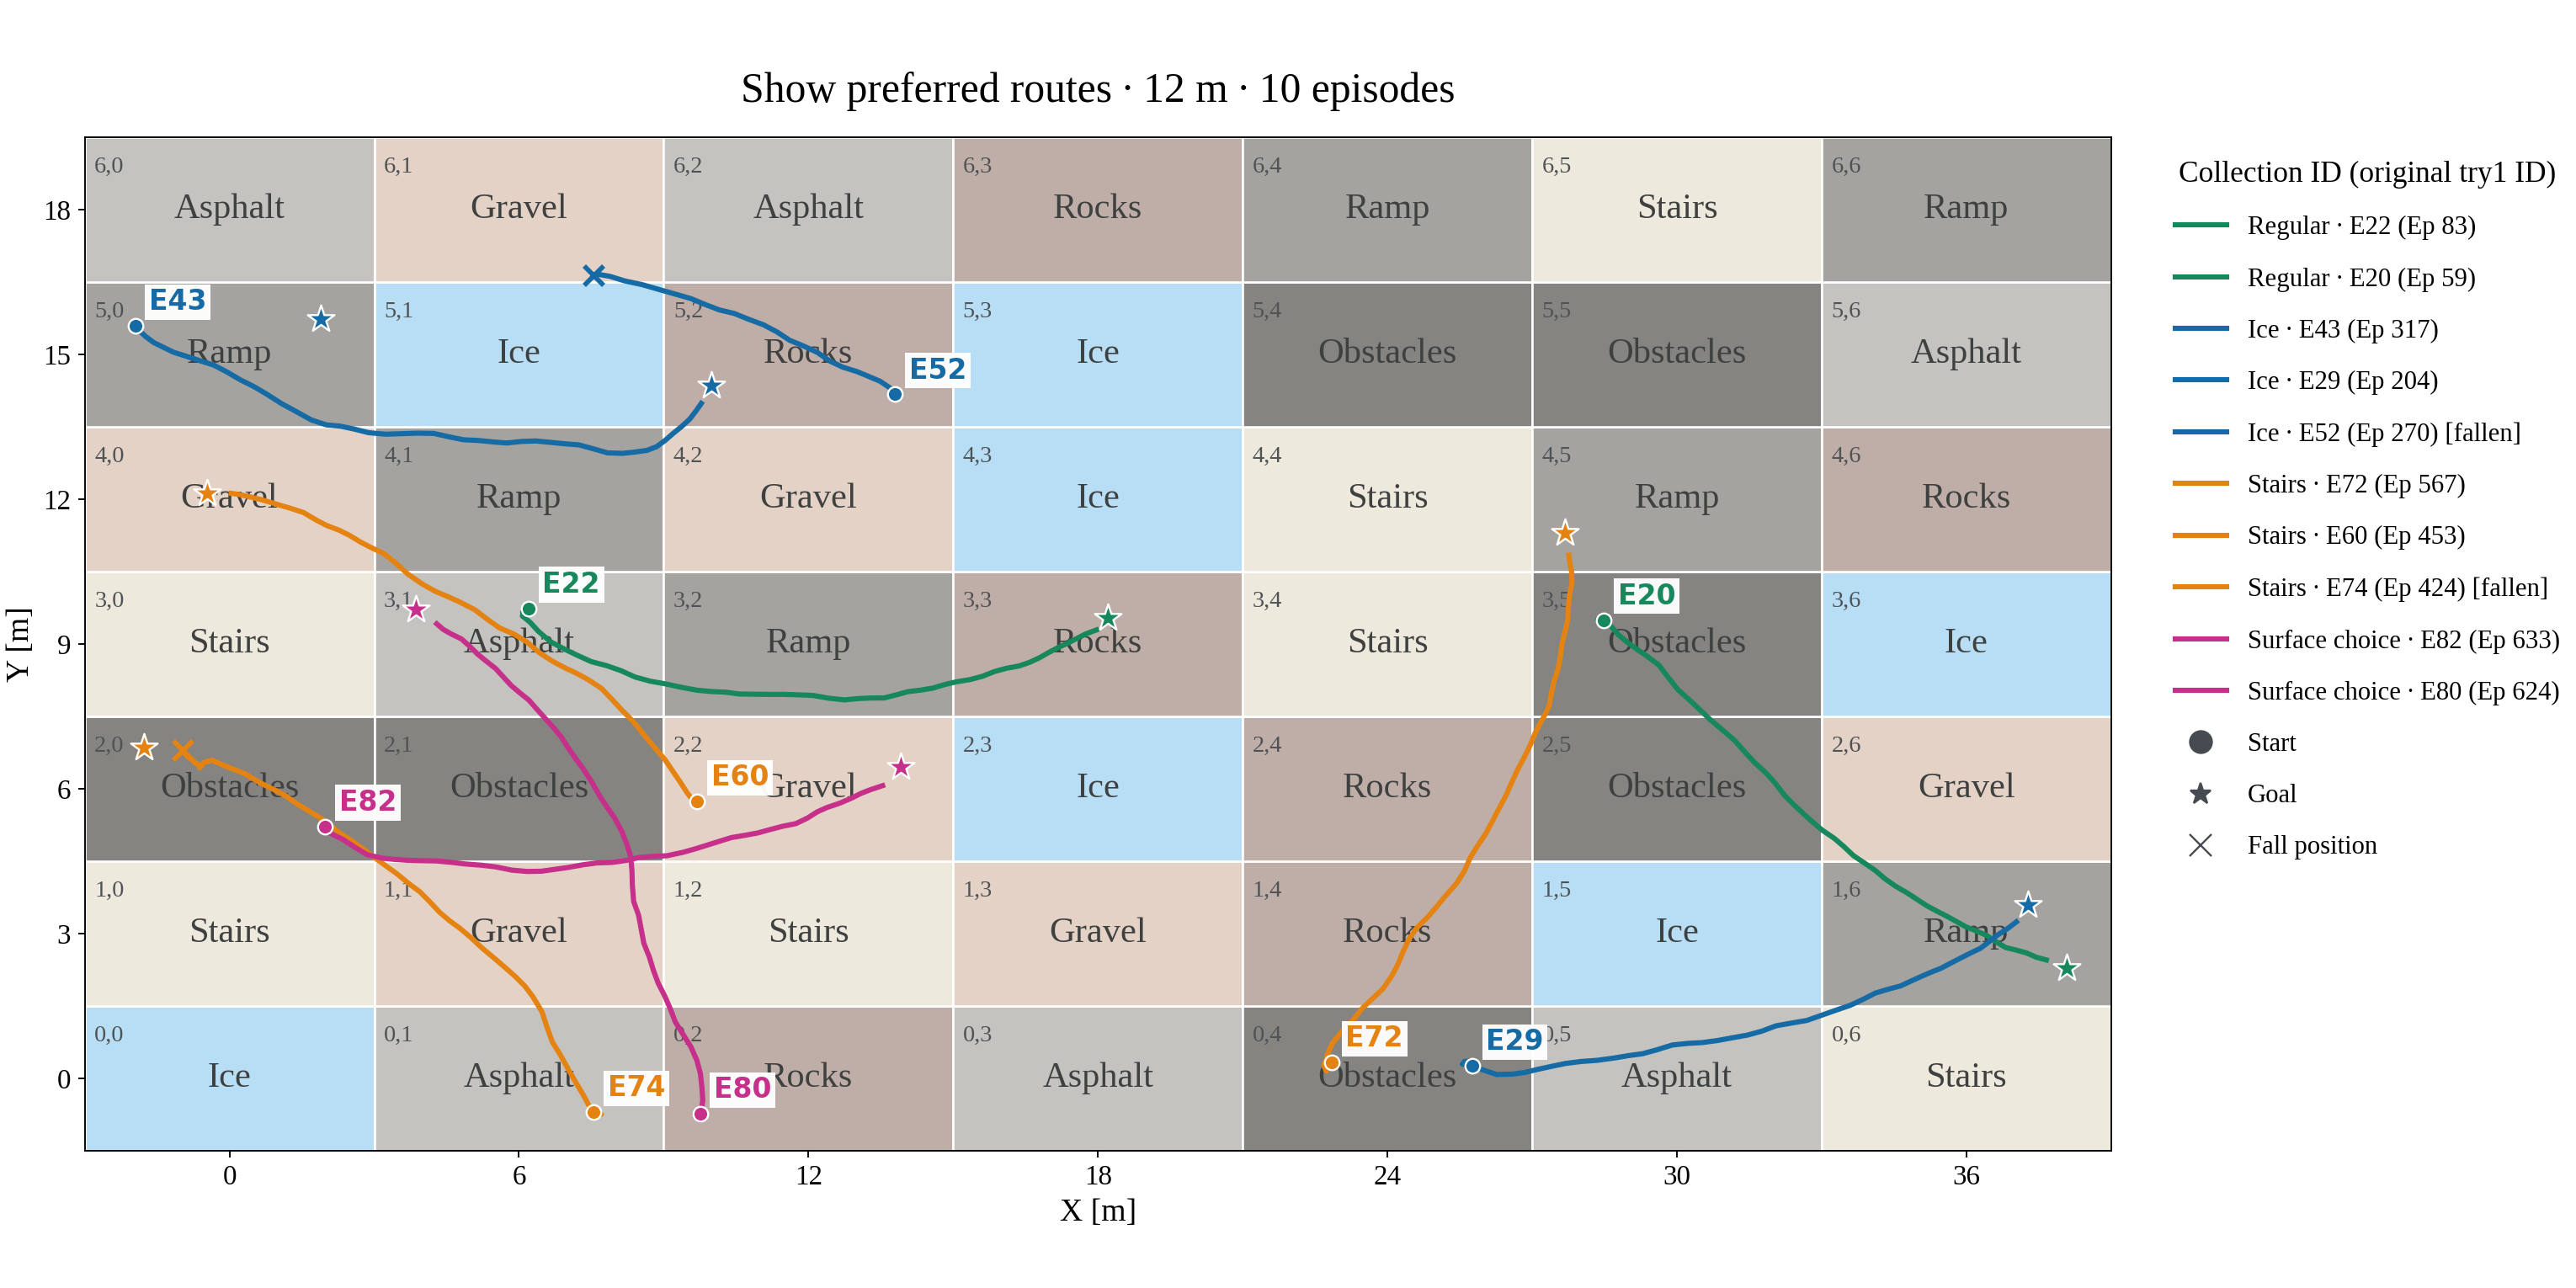 Show preferred routes · 12 m · 10 episodes
6,0 6,1 6,2 6,3 6,4 6,5 6,6
Asphalt Gravel Asphalt Rocks Ramp Stairs Ramp
5,0 5,1 5,2 5,3 5,4 5,5 5,6
Ramp Ice Rocks Ice Obstacles Obstacles Asphalt
4,0 4,1 4,2 4,3 4,4 4,5 4,6
Gravel Ramp Gravel Ice Stairs Ramp Rocks
3,0 3,1 3,2 3,3 3,4 3,5 3,6
Stairs Asphalt Ramp Rocks Stairs Obstacles Ice
2,0 2,1 2,2 2,3 2,4 2,5 2,6
Obstacles Obstacles Gravel Ice Rocks Obstacles Gravel
1,0 1,1 1,2 1,3 1,4 1,5 1,6
Stairs Gravel Stairs Gravel Rocks Ice Ramp
0,0 0,1 0,2 0,3 0,4 0,5 0,6
Ice Asphalt Rocks Asphalt Obstacles Asphalt Stairs
E43
E52
E22
E20
E60
E82
E72
E29
E74
E80
18
15
12
9
6
3
0
Y [m]
0 6 12 18 24 30 36
X [m]
Collection ID (original try1 ID)
Regular · E22 (Ep 83)
Regular · E20 (Ep 59)
Ice · E43 (Ep 317)
Ice · E29 (Ep 204)
Ice · E52 (Ep 270) [fallen]
Stairs · E72 (Ep 567)
Stairs · E60 (Ep 453)
Stairs · E74 (Ep 424) [fallen]
Surface choice · E82 (Ep 633)
Surface choice · E80 (Ep 624)
Start
Goal
Fall position